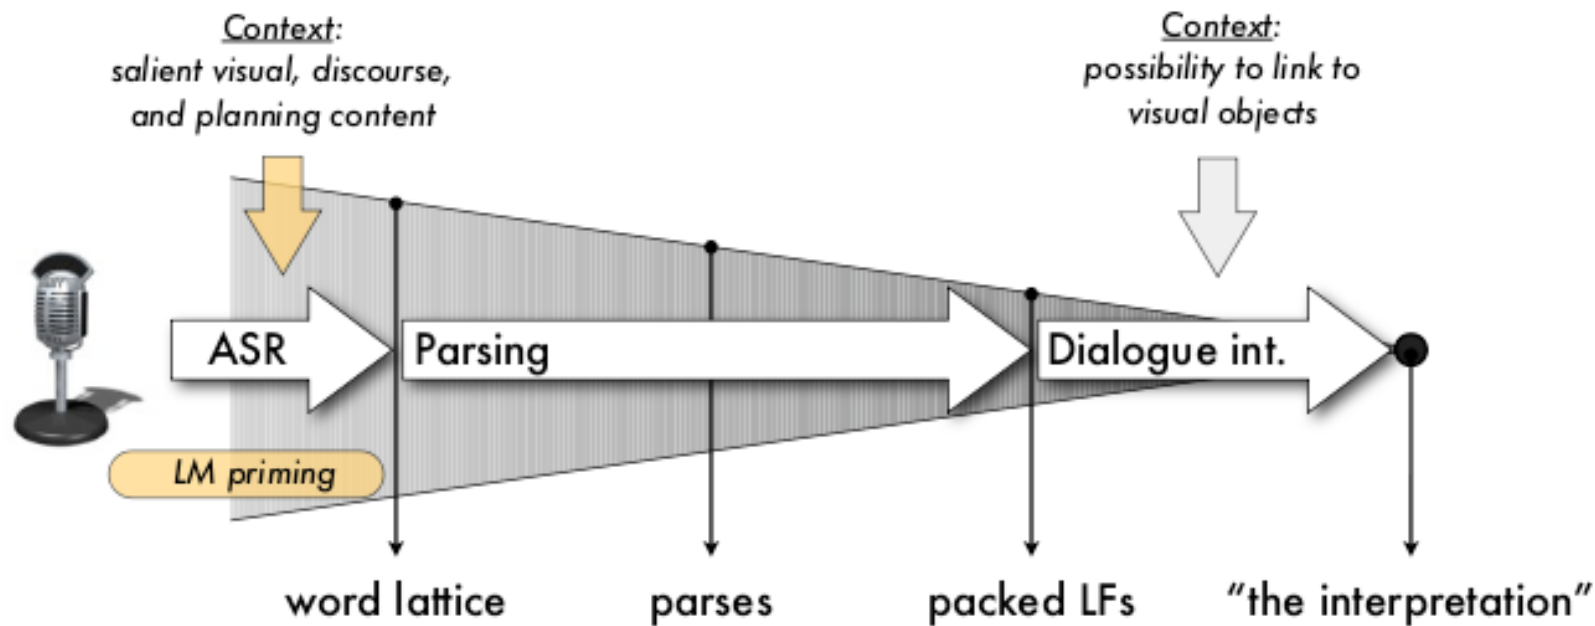 Context:
salient visual, discourse,
and planning content
Context:
possibility to link to
visual objects
ASR
Parsing
Dialogue int.
LM priming
word lattice
parses
packed LFs
"the interpretation"